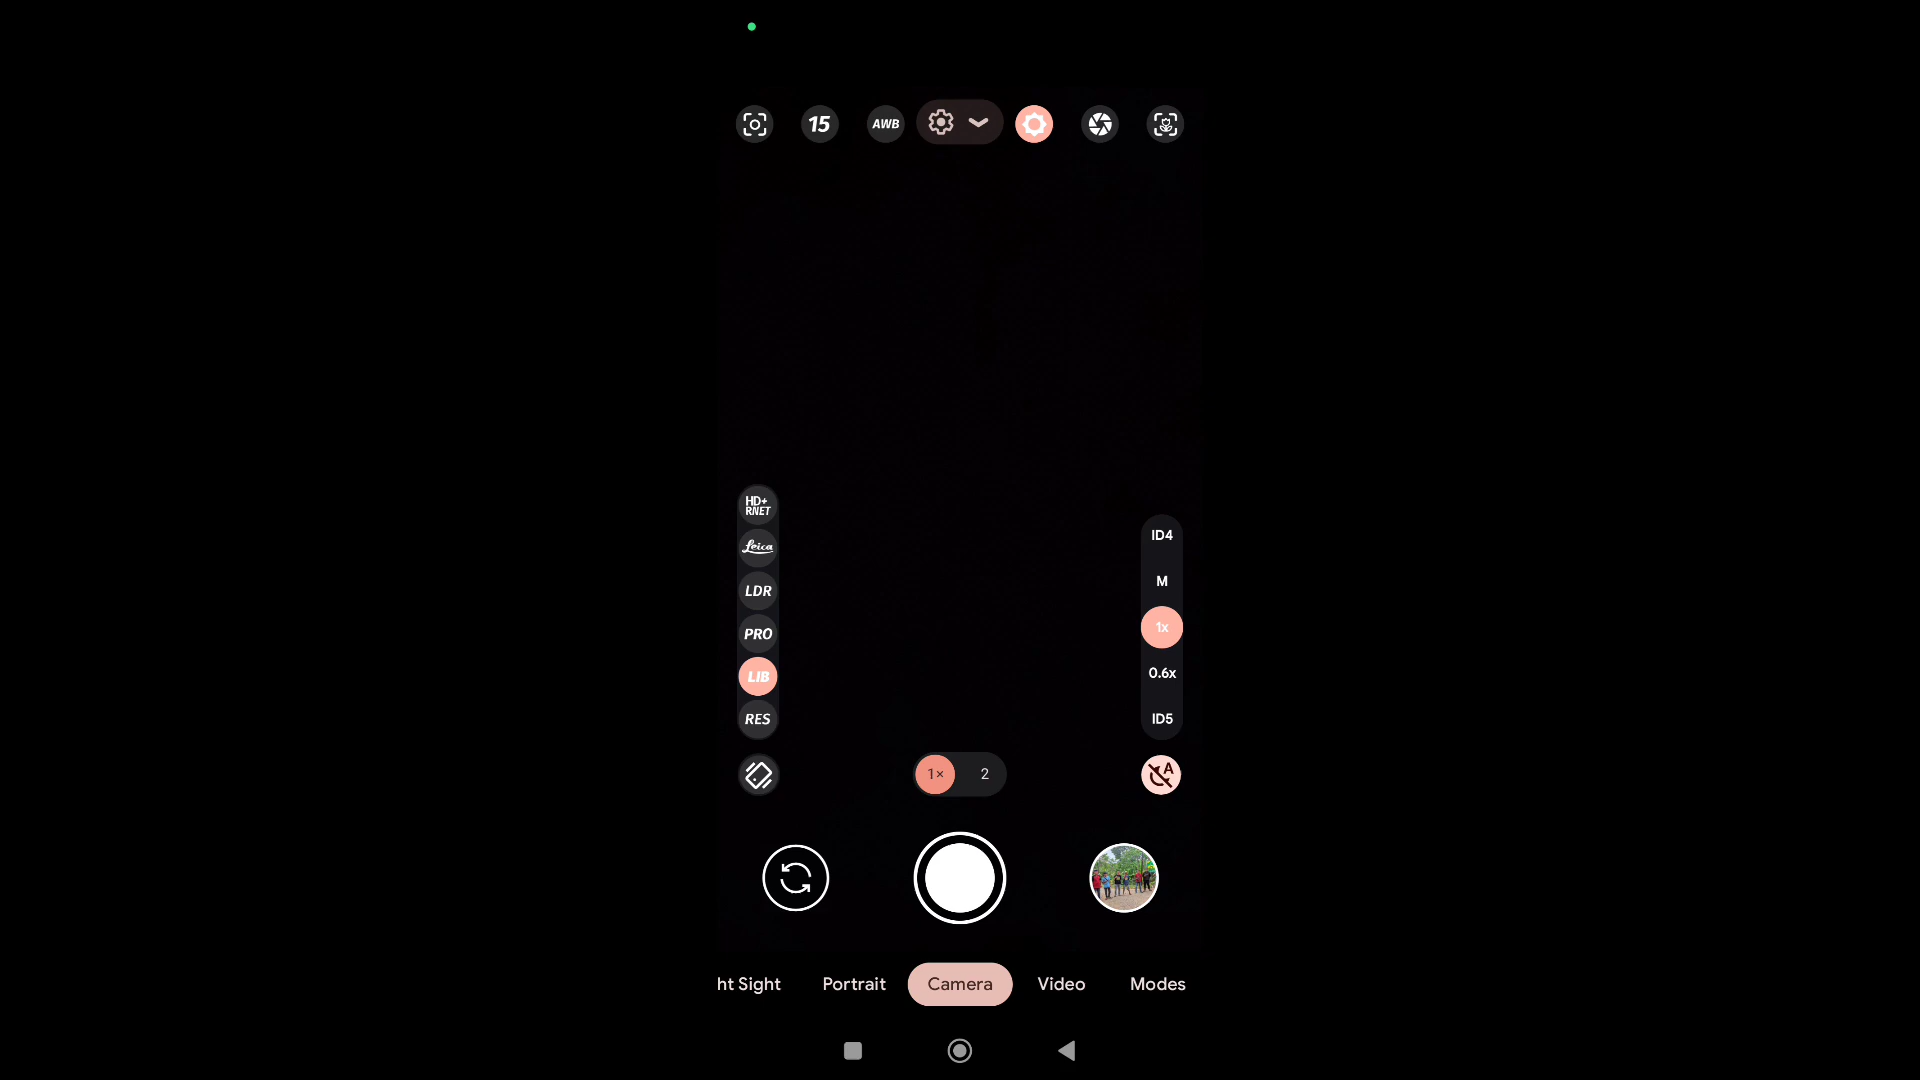 15
AWB
HD+
RNET
Leica
LDR
PRO
LIB
RES
ID4
M
1x
0.6x
ID5
1×
2
A
ht Sight
Portrait
Camera
Video
Modes